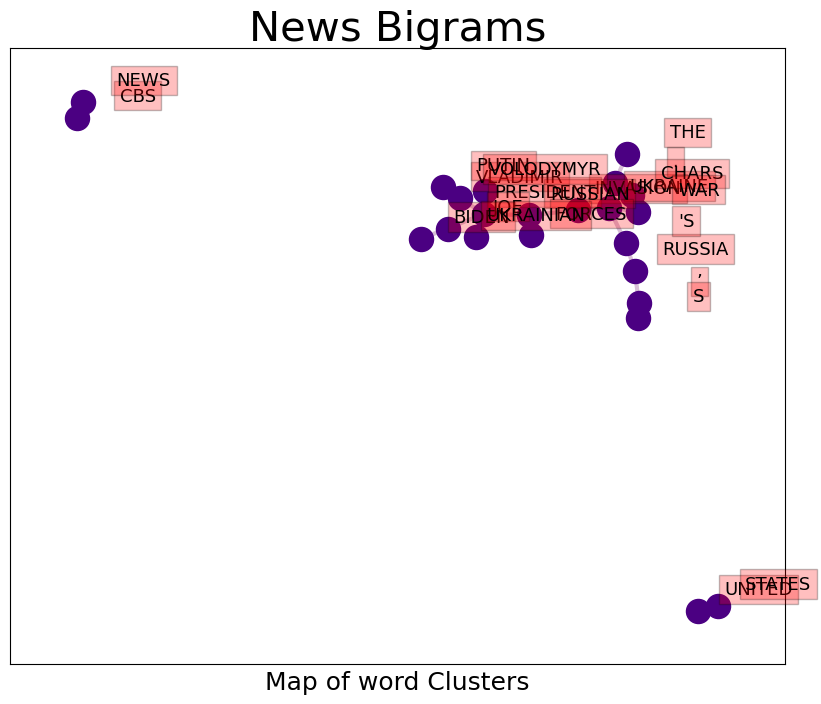 News Bigrams
NEWS
CBS
THE
PUTIN
VOLODYMYR
CHARS
VLADIMIR
UKRAINE
WAR
PRESIDENT
RUSSIAN
JOE
BIDEN
UKRAINIAN
FORCES
'S
RUSSIA
,
S
STATES
UNITED
Map of word Clusters